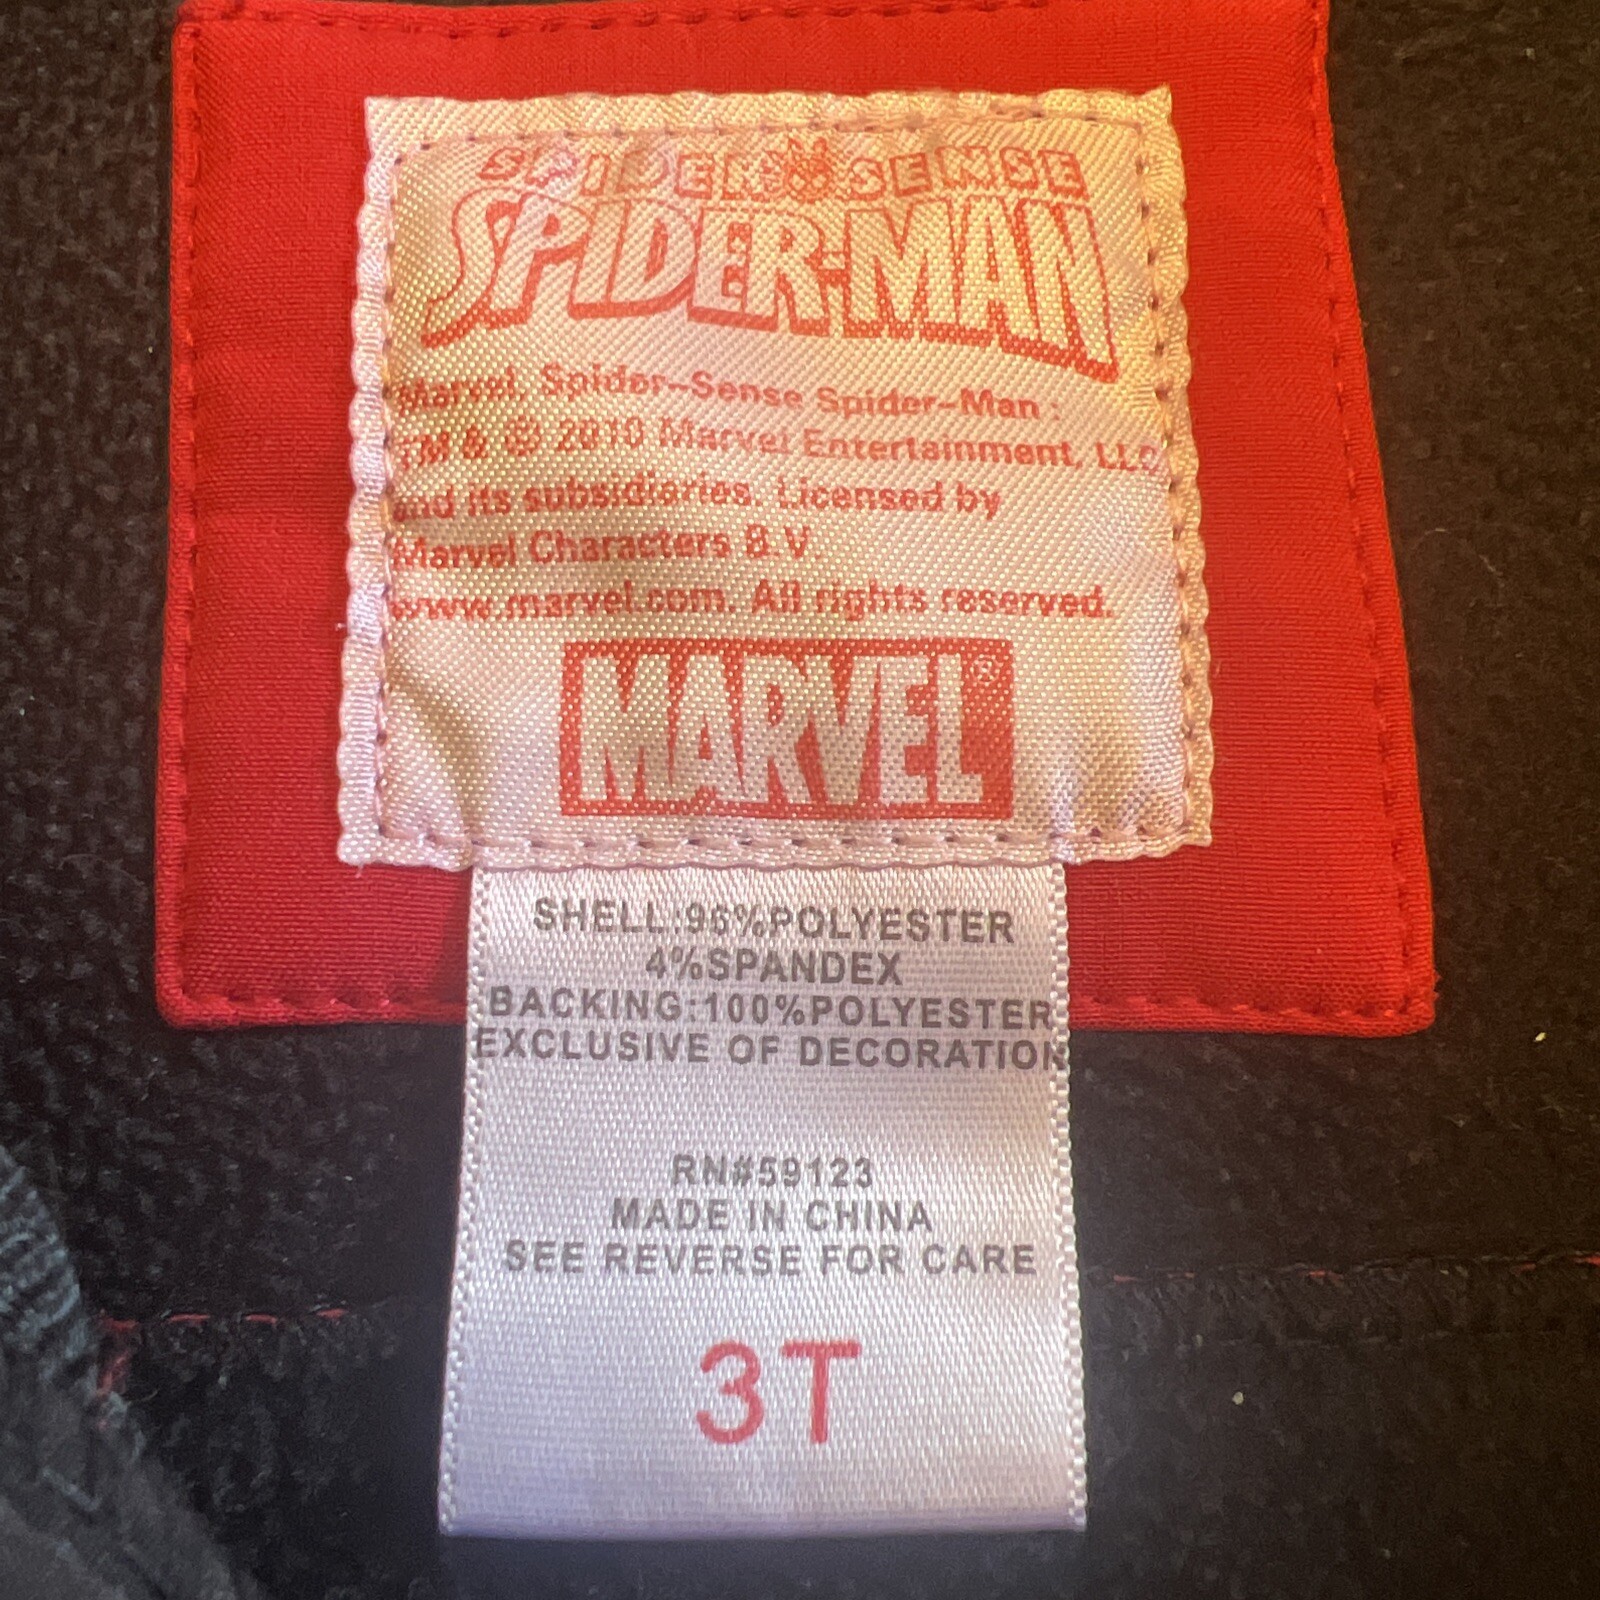 SPIDER SENSE
SPIDER-MAN
Marvel, Spider-Sense Spider-Man :
TM & © 2010 Marvel Entertainment, LLC
and its subsidiaries. Licensed by
Marvel Characters B.V.
www.marvel.com. All rights reserved.
MARVEL®
SHELL:96%POLYESTER
4%SPANDEX
BACKING:100%POLYESTER
EXCLUSIVE OF DECORATION
RN#59123
MADE IN CHINA
SEE REVERSE FOR CARE
3T